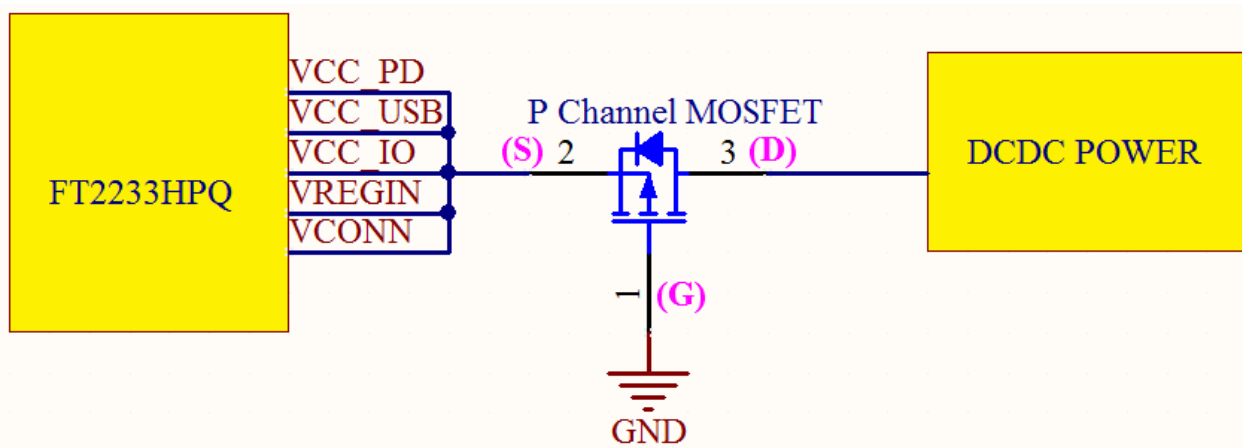 VCC_PD
VCC_USB
VCC_IO
VREGIN
VCONN
FT2233HPQ
P Channel MOSFET
(S) 2
3 (D)
1 (G)
GND
DCDC POWER